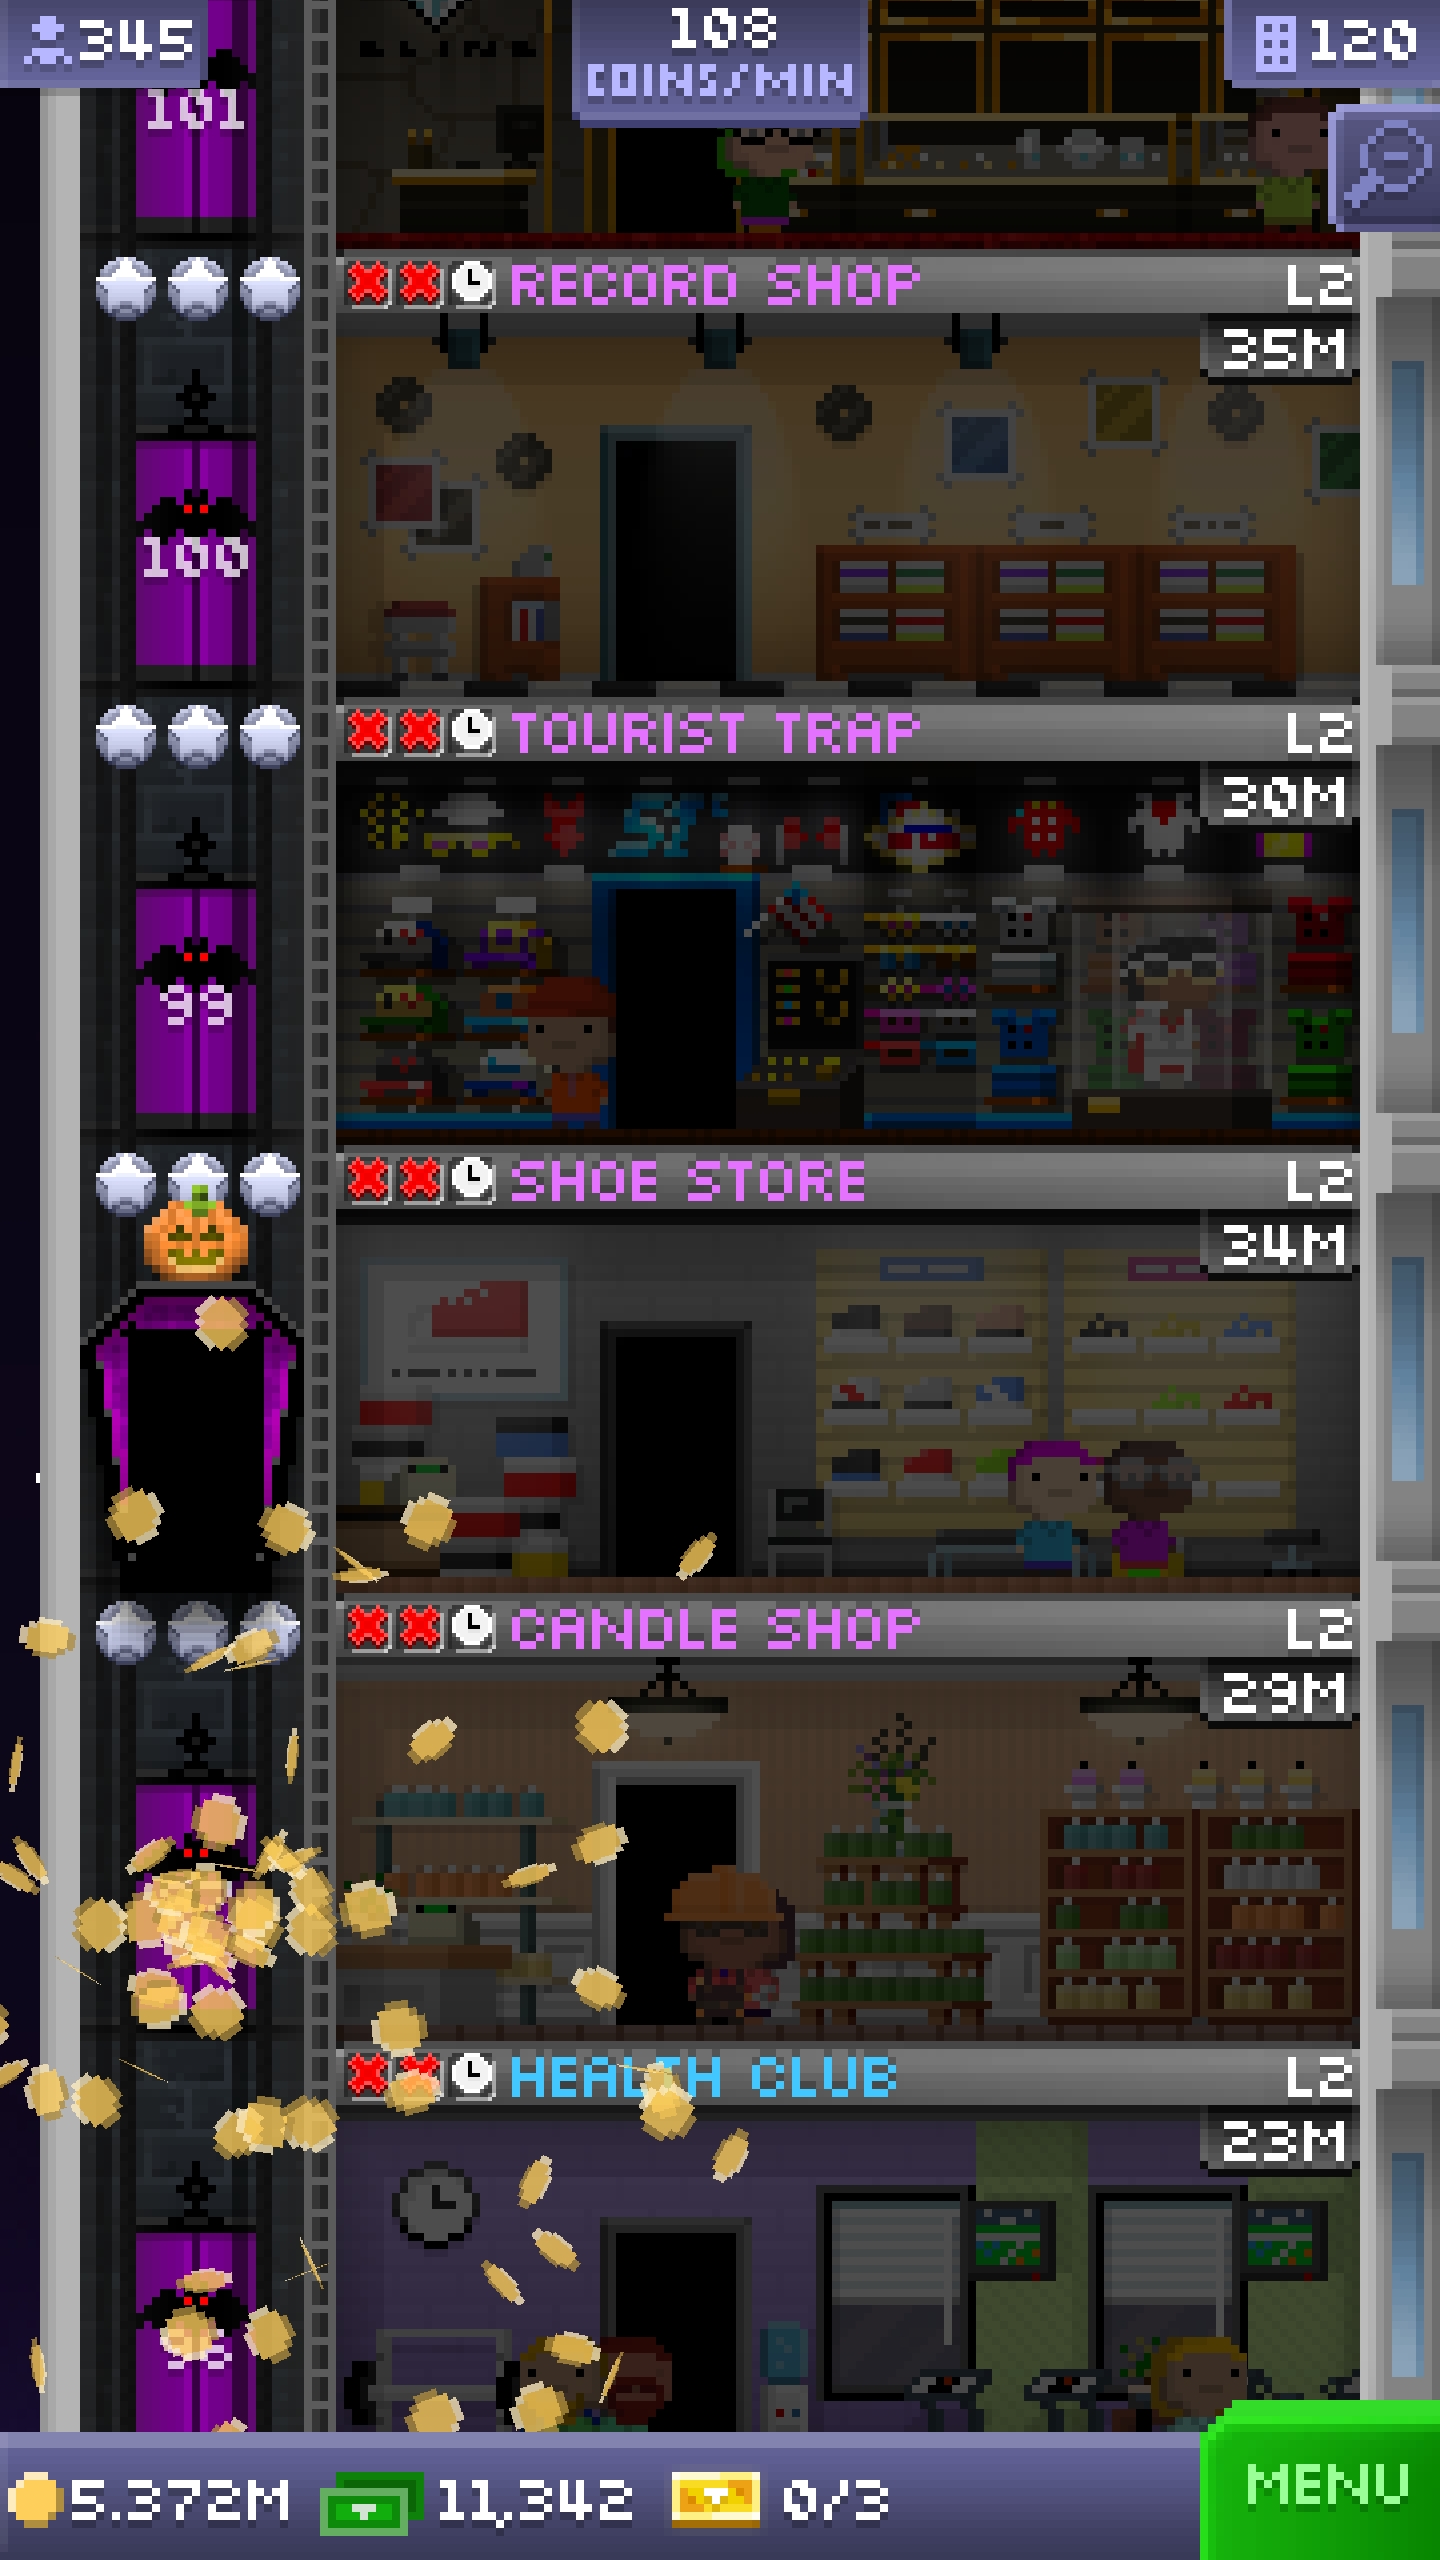 345
108
COINS/MIN
120
101
RECORD SHOP L2
35M
100
TOURIST TRAP L2
30M
99
SHOE STORE L2
34M
CANDLE SHOP L2
29M
HEALTH CLUB L2
23M
5.372M 11,342 0/3
MENU